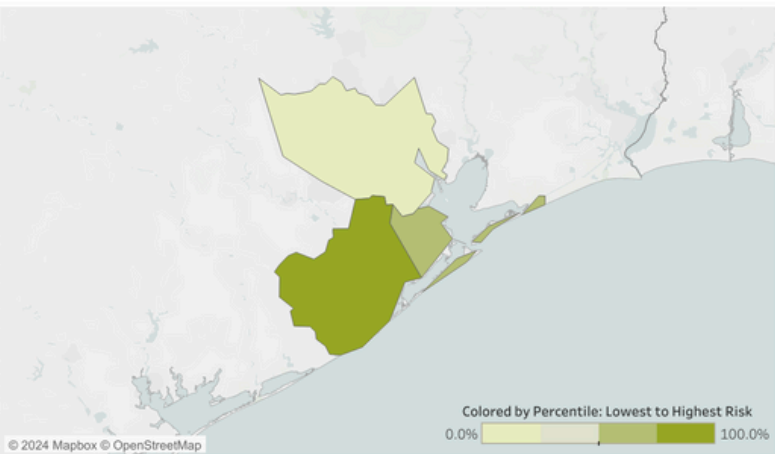 Colored by Percentile: Lowest to Highest Risk
0.0% 100.0%
© 2024 Mapbox © OpenStreetMap